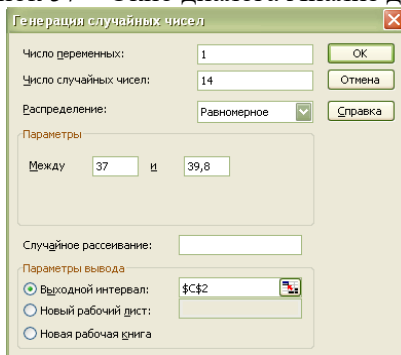 Генерация случайных чисел
Число переменных: 1 ОК
Число случайных чисел: 14 Отмена
Распределение: Равномерное Справка
Параметры
Между 37 и 39,8
Случайное рассеивание:
Параметры вывода
Выходной интервал: $C$2
Новый рабочий лист:
Новая рабочая книга